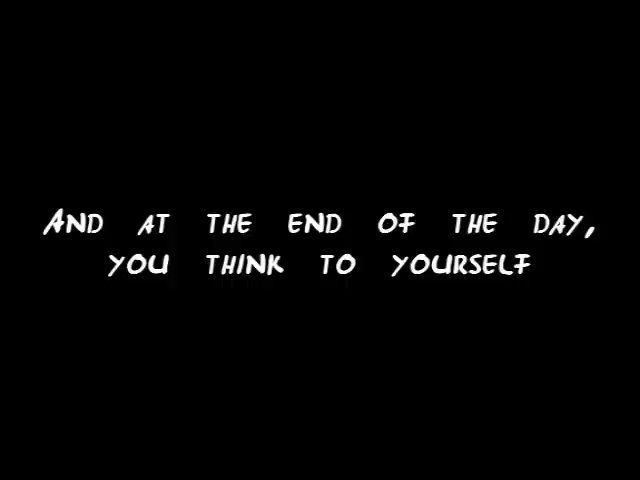 And at the end of the day,
you think to yourself